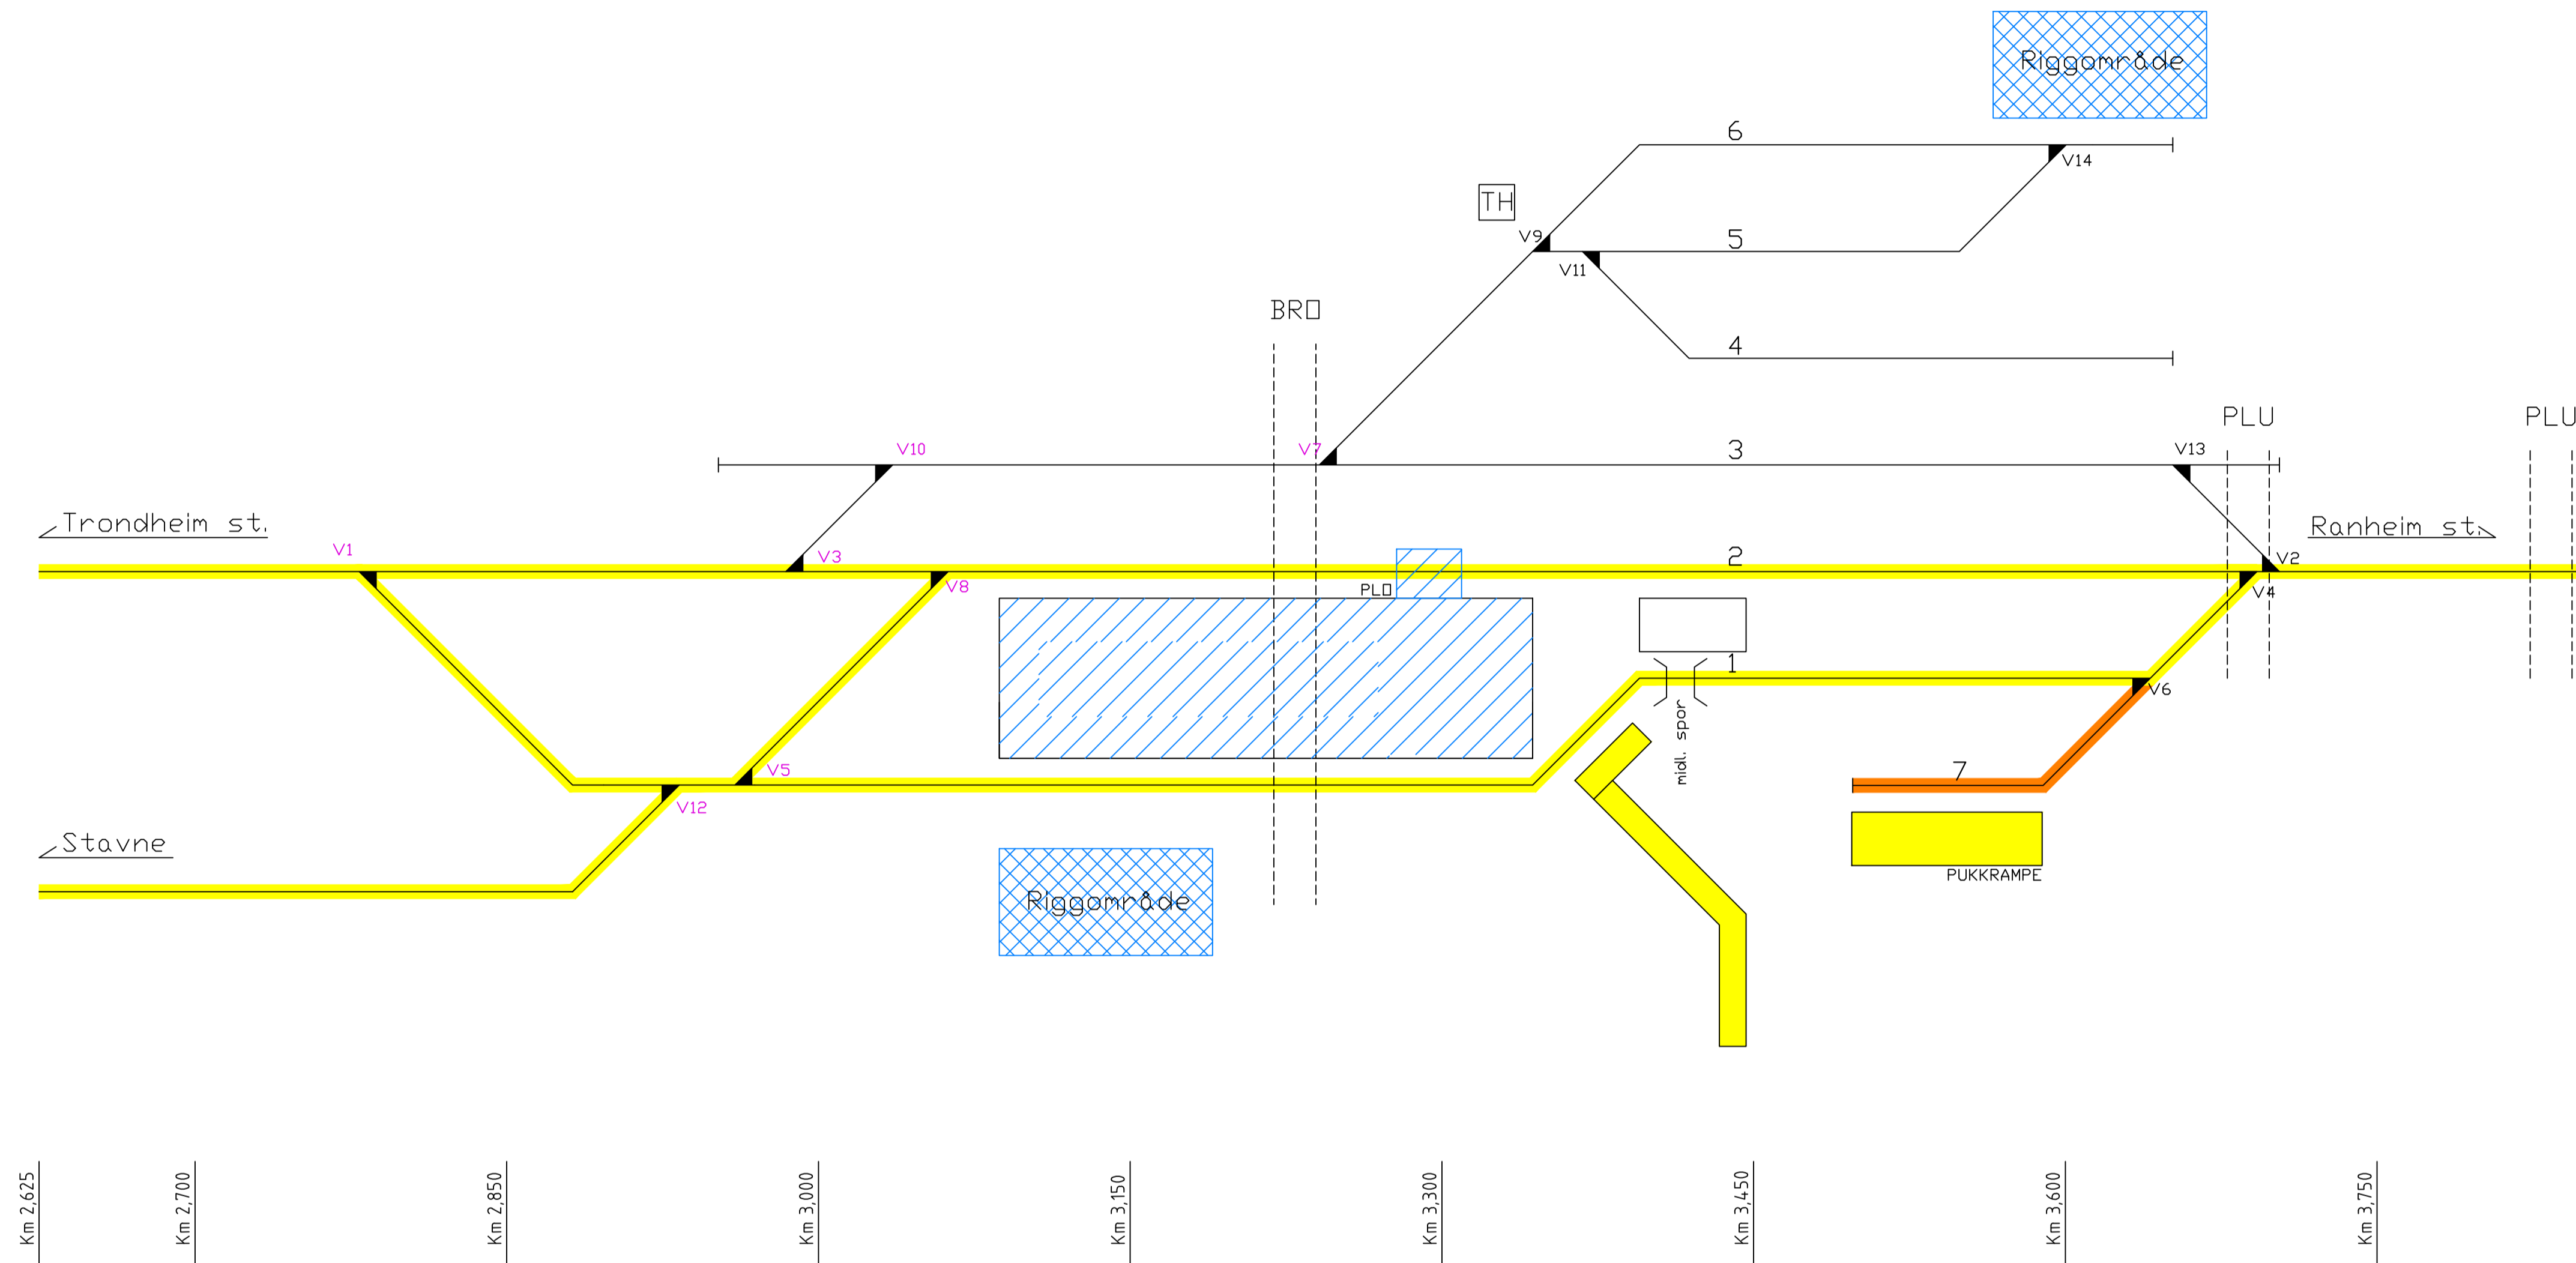 Riggområde
6
V14
TH
V9
5
V11
BRO
4
PLU
PLU
V10
V7
3
V13
Trondheim st.
V1
V3
2
Ranheim st.
V2
V8
PLO
V4
1
V6
midl. spor
V5
7
V12
Stavne
PUKKRAMPE
Riggområde
Km 2,625
Km 2,700
Km 2,850
Km 3,000
Km 3,150
Km 3,300
Km 3,450
Km 3,600
Km 3,750